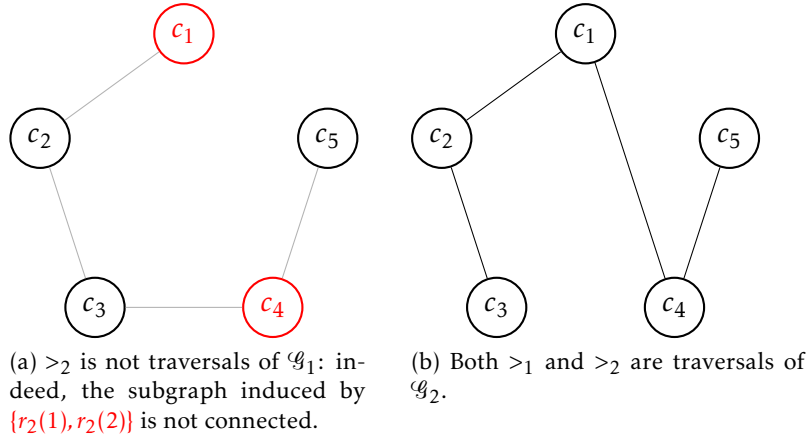 c₁
c₂
c₅
c₃
c₄
(a) >₂ is not traversals of 𝒢₁: in-
deed, the subgraph induced by
{r₂(1), r₂(2)} is not connected.
c₁
c₂
c₅
c₃
c₄
(b) Both >₁ and >₂ are traversals of
𝒢₂.